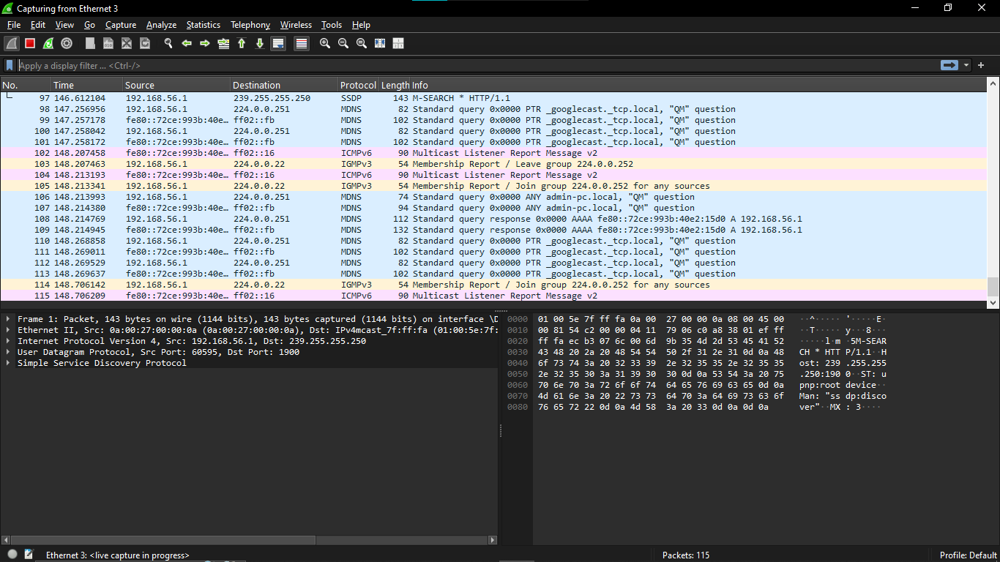 Capturing from Ethernet 3
File Edit View Go Capture Analyze Statistics Telephony Wireless Tools Help
Apply a display filter ... <Ctrl-/>
No. Time Source Destination Protocol Length Info
97 146.612104 192.168.56.1 239.255.255.250 SSDP 143 M-SEARCH * HTTP/1.1
98 147.256956 192.168.56.1 224.0.0.251 MDNS 82 Standard query 0x0000 PTR _googlecast._tcp.local, "QM" question
99 147.257178 fe80::72ce:993b:40e… ff02::fb MDNS 102 Standard query 0x0000 PTR _googlecast._tcp.local, "QM" question
100 147.258042 192.168.56.1 224.0.0.251 MDNS 82 Standard query 0x0000 PTR _googlecast._tcp.local, "QM" question
101 147.258172 fe80::72ce:993b:40e… ff02::fb MDNS 102 Standard query 0x0000 PTR _googlecast._tcp.local, "QM" question
102 148.207458 fe80::72ce:993b:40e… ff02::16 ICMPv6 90 Multicast Listener Report Message v2
103 148.207463 192.168.56.1 224.0.0.22 IGMPv3 54 Membership Report / Leave group 224.0.0.252
104 148.213193 fe80::72ce:993b:40e… ff02::16 ICMPv6 90 Multicast Listener Report Message v2
105 148.213341 192.168.56.1 224.0.0.22 IGMPv3 54 Membership Report / Join group 224.0.0.252 for any sources
106 148.213993 192.168.56.1 224.0.0.251 MDNS 74 Standard query 0x0000 ANY admin-pc.local, "QM" question
107 148.214380 fe80::72ce:993b:40e… ff02::fb MDNS 94 Standard query 0x0000 ANY admin-pc.local, "QM" question
108 148.214769 192.168.56.1 224.0.0.251 MDNS 112 Standard query response 0x0000 AAAA fe80::72ce:993b:40e2:15d0 A 192.168.56.1
109 148.214945 fe80::72ce:993b:40e… ff02::fb MDNS 132 Standard query response 0x0000 AAAA fe80::72ce:993b:40e2:15d0 A 192.168.56.1
110 148.268858 192.168.56.1 224.0.0.251 MDNS 82 Standard query 0x0000 PTR _googlecast._tcp.local, "QM" question
111 148.269011 fe80::72ce:993b:40e… ff02::fb MDNS 102 Standard query 0x0000 PTR _googlecast._tcp.local, "QM" question
112 148.269529 192.168.56.1 224.0.0.251 MDNS 82 Standard query 0x0000 PTR _googlecast._tcp.local, "QM" question
113 148.269637 fe80::72ce:993b:40e… ff02::fb MDNS 102 Standard query 0x0000 PTR _googlecast._tcp.local, "QM" question
114 148.706142 192.168.56.1 224.0.0.22 IGMPv3 54 Membership Report / Join group 224.0.0.252 for any sources
115 148.706209 fe80::72ce:993b:40e… ff02::16 ICMPv6 90 Multicast Listener Report Message v2
Frame 1: Packet, 143 bytes on wire (1144 bits), 143 bytes captured (1144 bits) on interface \D
Ethernet II, Src: 0a:00:27:00:00:0a (0a:00:27:00:00:0a), Dst: IPv4mcast_7f:ff:fa (01:00:5e:7f:
Internet Protocol Version 4, Src: 192.168.56.1, Dst: 239.255.255.250
User Datagram Protocol, Src Port: 60595, Dst Port: 1900
Simple Service Discovery Protocol
0000 01 00 5e 7f ff fa 0a 00 27 00 00 0a 08 00 45 00 ··^····· '·····E·
0010 00 81 54 c2 00 00 04 11 79 06 c0 a8 38 01 ef ff ··T····· y···8···
0020 ff fa ec b3 07 6c 00 6d 9b 35 4d 2d 53 45 41 52 ·····l·m ·5M-SEAR
0030 43 48 20 2a 20 48 54 54 50 2f 31 2e 31 0d 0a 48 CH * HTT P/1.1··H
0040 6f 73 74 3a 20 32 33 39 2e 32 35 35 2e 32 35 35 ost: 239 .255.255
0050 2e 32 35 30 3a 31 39 30 30 0d 0a 53 54 3a 20 75 .250:190 0··ST: u
0060 70 6e 70 3a 72 6f 6f 74 64 65 76 69 63 65 0d 0a pnp:root device··
0070 4d 61 6e 3a 20 22 73 73 64 70 3a 64 69 73 63 6f Man: "ss dp:disco
0080 76 65 72 22 0d 0a 4d 58 3a 20 33 0d 0a 0d 0a ver"··MX : 3····
Ethernet 3: <live capture in progress> Packets: 115 Profile: Default